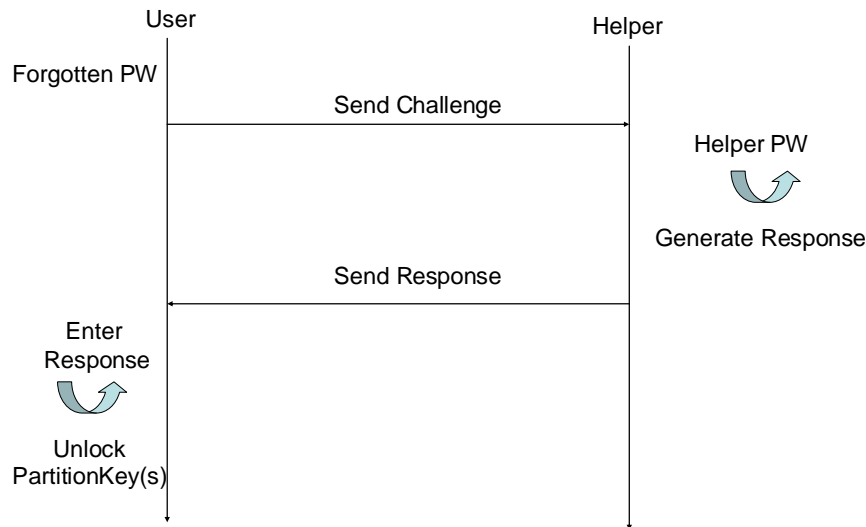 User
Helper
Forgotten PW
Send Challenge
Helper PW
Generate Response
Send Response
Enter
Response
Unlock
PartitionKey(s)